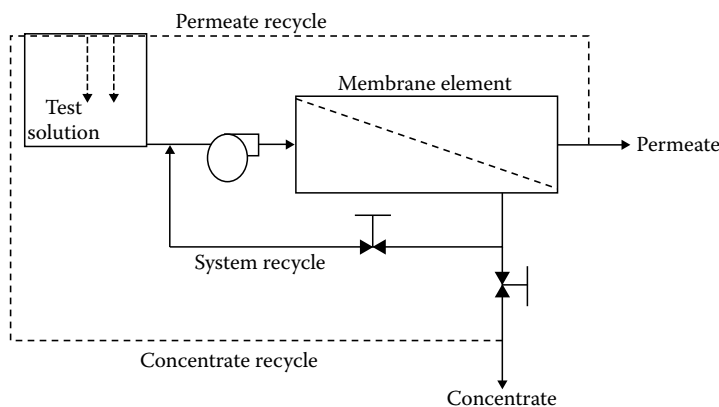 Permeate recycle
Membrane element
Test
solution
Permeate
System recycle
Concentrate recycle
Concentrate